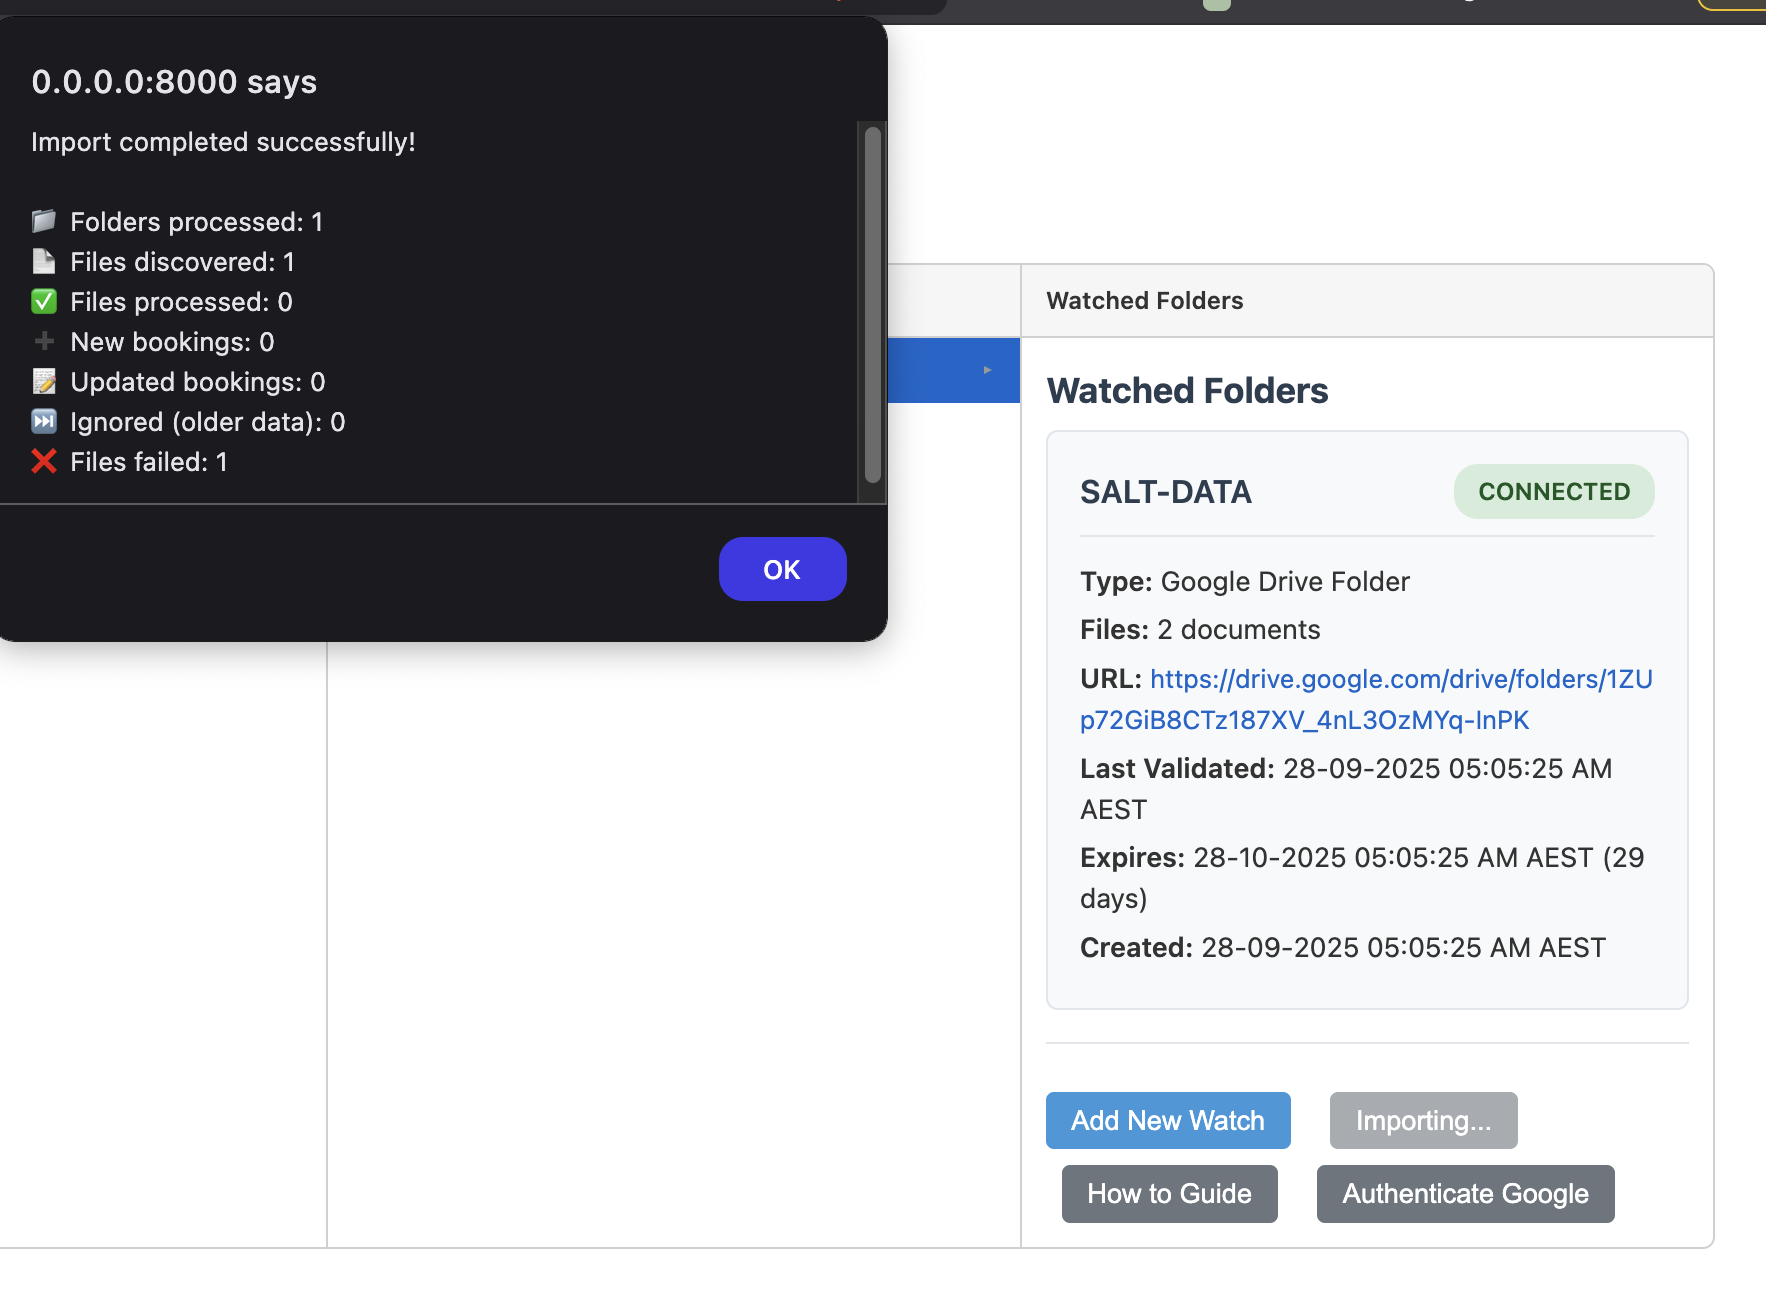 0.0.0.0:8000 says
Import completed successfully!
📁 Folders processed: 1
📄 Files discovered: 1
✅ Files processed: 0
➕ New bookings: 0
📝 Updated bookings: 0
⏭️ Ignored (older data): 0
❌ Files failed: 1
OK
Watched Folders
Watched Folders
SALT-DATA
CONNECTED
Type: Google Drive Folder
Files: 2 documents
URL: https://drive.google.com/drive/folders/1ZU
p72GiB8CTz187XV_4nL3OzMYq-InPK
Last Validated: 28-09-2025 05:05:25 AM
AEST
Expires: 28-10-2025 05:05:25 AM AEST (29
days)
Created: 28-09-2025 05:05:25 AM AEST
Add New Watch
Importing...
How to Guide
Authenticate Google